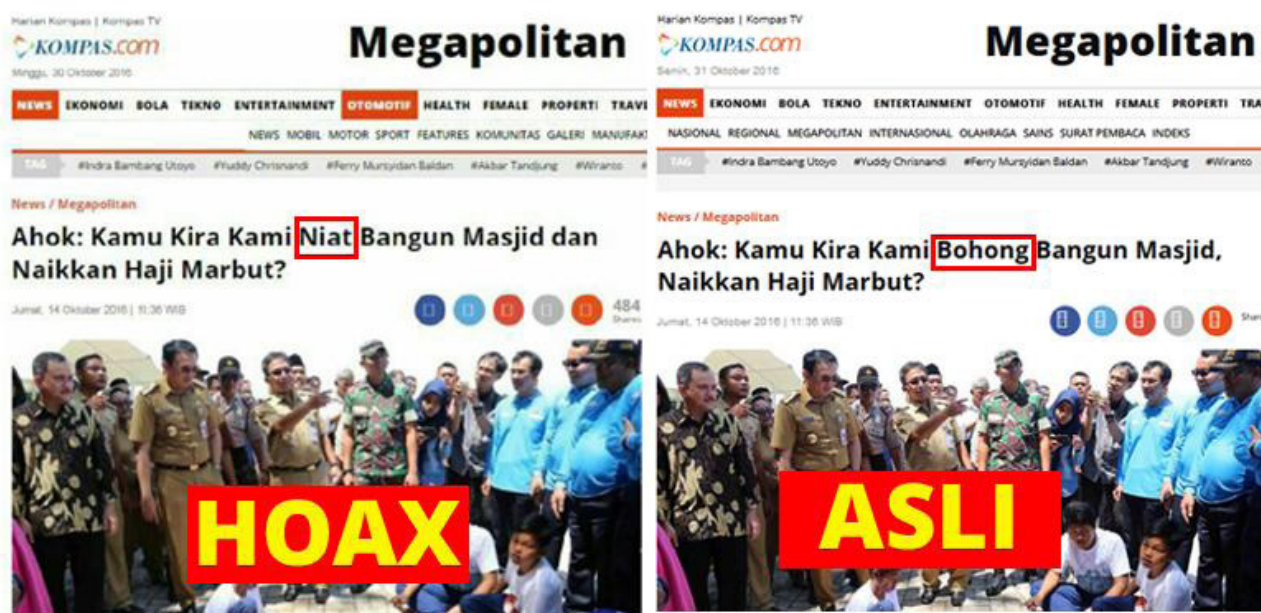 Harian Kompas | Kompas TV
KOMPAS.com
Megapolitan
Minggu, 30 Oktober 2016
NEWS EKONOMI BOLA TEKNO ENTERTAINMENT OTOMOTIF HEALTH FEMALE PROPERTI TRAVE
NEWS MOBIL MOTOR SPORT FEATURES KOMUNITAS GALERI MANUFAK
TAG #Indra Bambang Utoyo #Yuddy Chrisnandi #Ferry Mursyidan Baldan #Akbar Tandjung #Wiranto #
News / Megapolitan
Ahok: Kamu Kira Kami Niat Bangun Masjid dan
Naikkan Haji Marbut?
Jumat, 14 Oktober 2016 | 11:36 WIB
484
Shares
HOAX
Harian Kompas | Kompas TV
KOMPAS.com
Megapolitan
Senin, 31 Oktober 2016
NEWS EKONOMI BOLA TEKNO ENTERTAINMENT OTOMOTIF HEALTH FEMALE PROPERTI TRA
NASIONAL REGIONAL MEGAPOLITAN INTERNASIONAL OLAHRAGA SAINS SURAT PEMBACA INDEKS
TAG #Indra Bambang Utoyo #Yuddy Chrisnandi #Ferry Mursyidan Baldan #Akbar Tandjung #Wiranto
News / Megapolitan
Ahok: Kamu Kira Kami Bohong Bangun Masjid,
Naikkan Haji Marbut?
Jumat, 14 Oktober 2016 | 11:36 WIB
Shar
ASLI